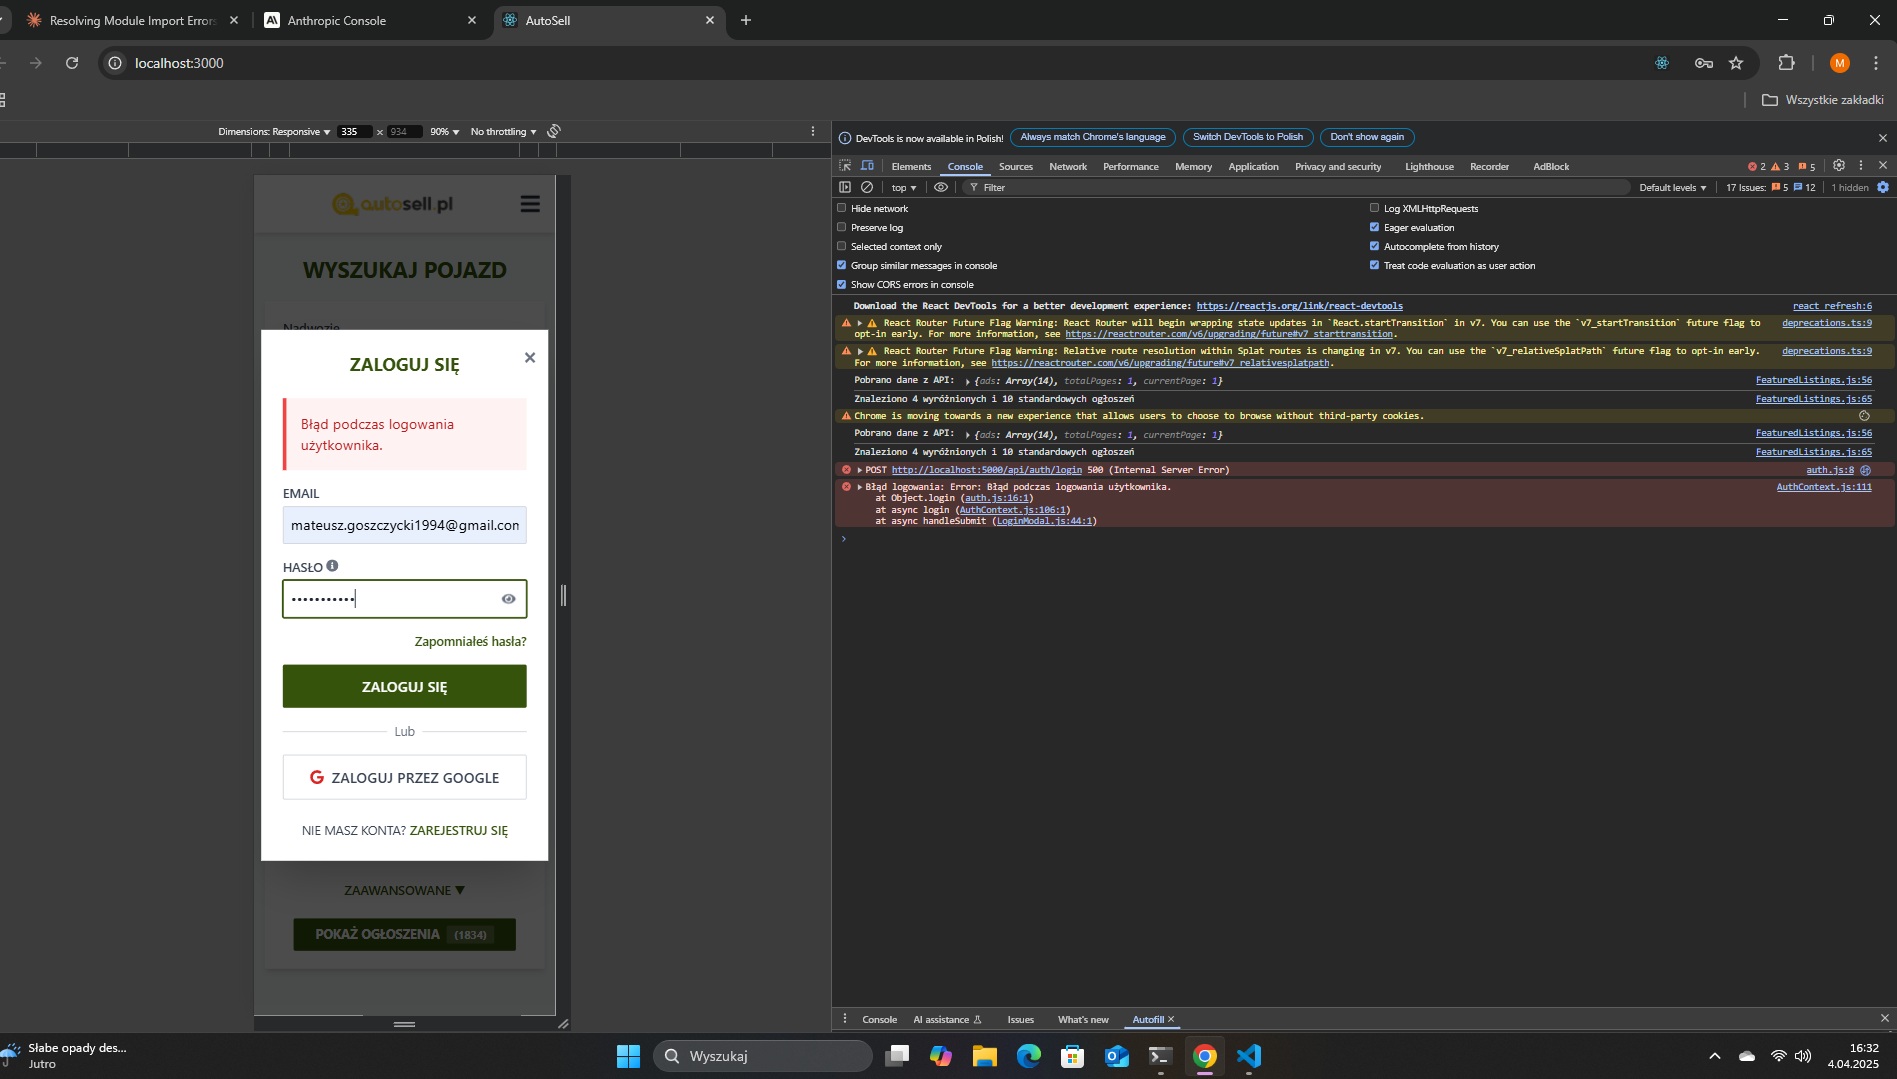 Resolving Module Import Errors
Anthropic Console
AutoSell
localhost:3000
M
Wszystkie zakładki
Dimensions: Responsive
335 × 934
90%
No throttling
autosell.pl
WYSZUKAJ POJAZD
Nadwozie
ZALOGUJ SIĘ
Błąd podczas logowania
użytkownika.
EMAIL
mateusz.goszczycki1994@gmail.com
HASŁO
Zapomniałeś hasła?
ZALOGUJ SIĘ
Lub
G ZALOGUJ PRZEZ GOOGLE
NIE MASZ KONTA? ZAREJESTRUJ SIĘ
ZAAWANSOWANE ▼
POKAŻ OGŁOSZENIA (1834)
DevTools is now available in Polish! Always match Chrome's language Switch DevTools to Polish Don't show again
Elements Console Sources Network Performance Memory Application Privacy and security Lighthouse Recorder AdBlock 2 3 5
top Filter Default levels 17 Issues: 5 12 1 hidden
Hide network Log XMLHttpRequests
Preserve log Eager evaluation
Selected context only Autocomplete from history
Group similar messages in console Treat code evaluation as user action
Show CORS errors in console
Download the React DevTools for a better development experience: https://reactjs.org/link/react-devtools react refresh:6
React Router Future Flag Warning: React Router will begin wrapping state updates in `React.startTransition` in v7. You can use the `v7_startTransition` future flag to deprecations.ts:9
opt-in early. For more information, see https://reactrouter.com/v6/upgrading/future#v7_starttransition.
React Router Future Flag Warning: Relative route resolution within Splat routes is changing in v7. You can use the `v7_relativeSplatPath` future flag to opt-in early. deprecations.ts:9
For more information, see https://reactrouter.com/v6/upgrading/future#v7_relativesplatpath.
Pobrano dane z API: {ads: Array(14), totalPages: 1, currentPage: 1} FeaturedListings.js:56
Znaleziono 4 wyróżnionych i 10 standardowych ogłoszeń FeaturedListings.js:65
Chrome is moving towards a new experience that allows users to choose to browse without third-party cookies.
Pobrano dane z API: {ads: Array(14), totalPages: 1, currentPage: 1} FeaturedListings.js:56
Znaleziono 4 wyróżnionych i 10 standardowych ogłoszeń FeaturedListings.js:65
POST http://localhost:5000/api/auth/login 500 (Internal Server Error) auth.js:8
Błąd logowania: Error: Błąd podczas logowania użytkownika. AuthContext.js:111
at Object.login (auth.js:16:1)
at async login (AuthContext.js:106:1)
at async handleSubmit (LoginModal.js:44:1)
Console AI assistance Issues What's new Autofill
Słabe opady des...
Jutro
Wyszukaj
16:32
4.04.2025